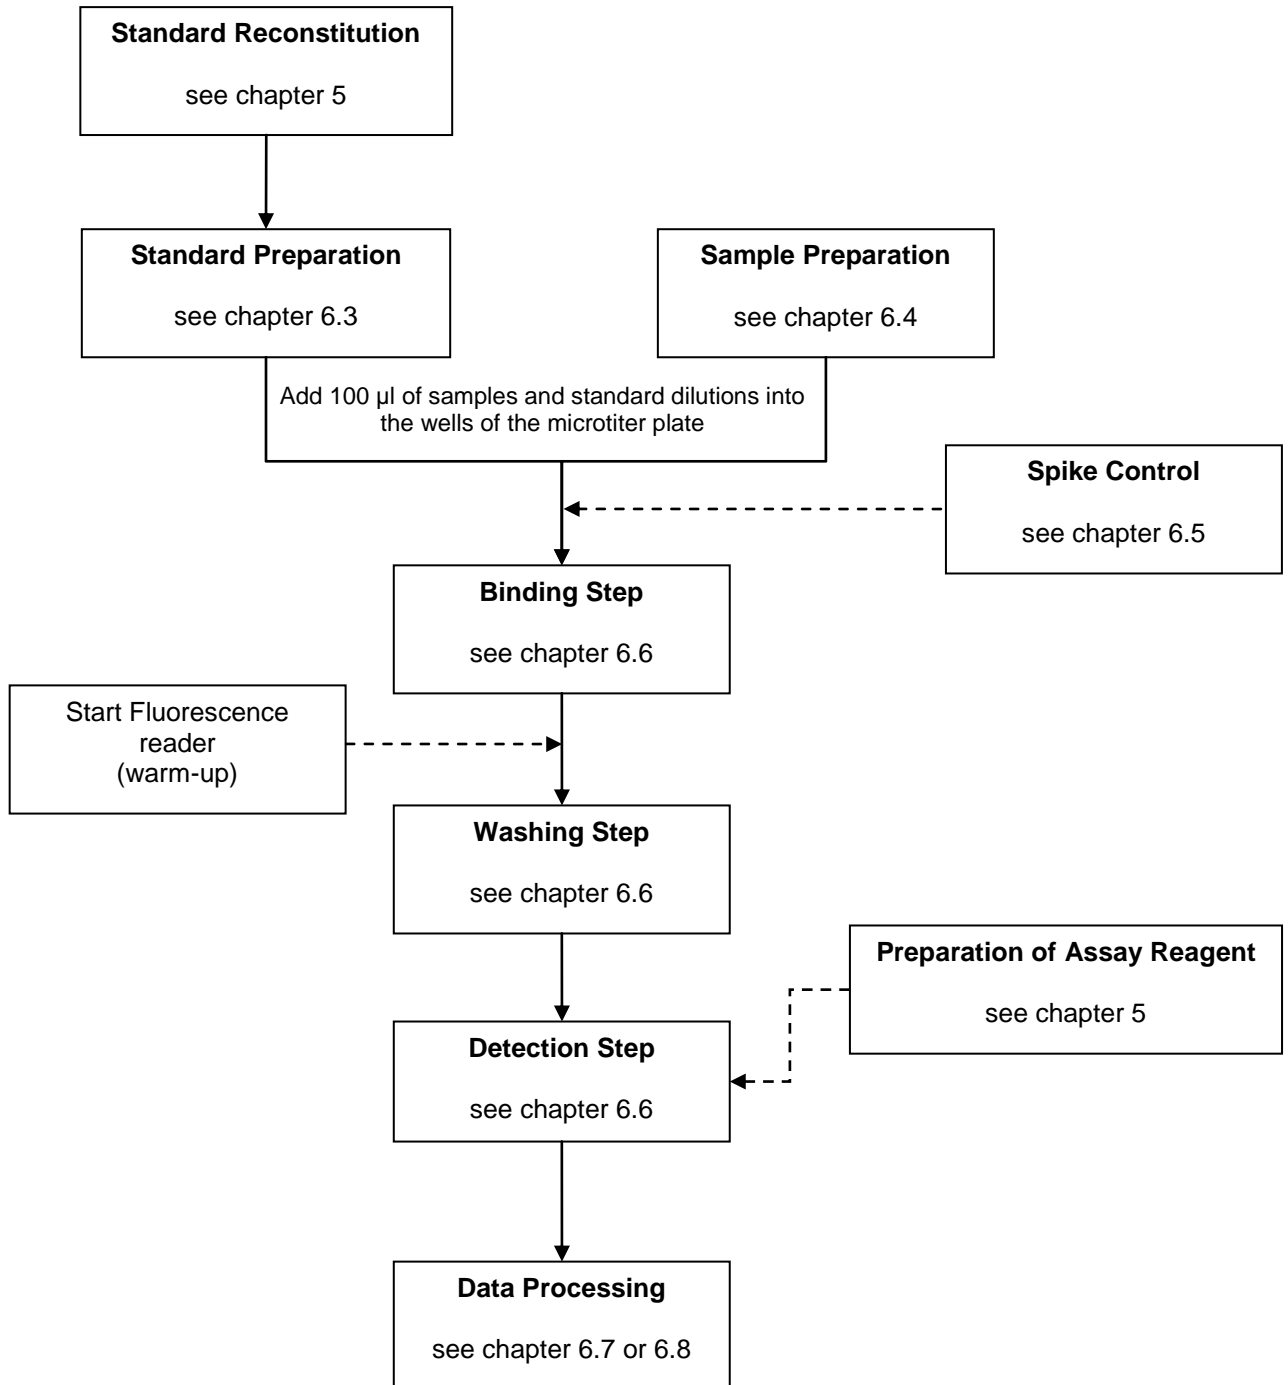 Standard Reconstitution
see chapter 5
Standard Preparation
see chapter 6.3
Sample Preparation
see chapter 6.4
Add 100 µl of samples and standard dilutions into
the wells of the microtiter plate
Spike Control
see chapter 6.5
Binding Step
see chapter 6.6
Start Fluorescence
reader
(warm-up)
Washing Step
see chapter 6.6
Preparation of Assay Reagent
see chapter 5
Detection Step
see chapter 6.6
Data Processing
see chapter 6.7 or 6.8